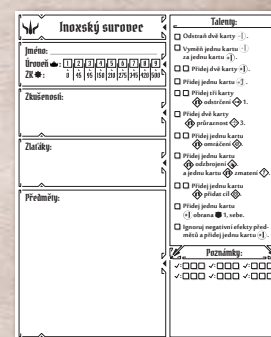 Inoxský surovec
Jméno:
Úroveň : 1 2 3 4 5 6 7 8 9
ZK : 0 45 95 150 210 275 345 420 500
Zkušenosti:
Zlaťáky:
Předměty:
Talenty:
Odstraň dvě karty -1.
Vyměň jednu kartu -1
za jednu kartu +1.
Přidej dvě karty +1.
Přidej jednu kartu +3.
Přidej tři karty
odstrčení 1.
Přidej dvě karty
průraznost 3.
Přidej jednu kartu
omráčení
Přidej jednu kartu
odzbrojení
a jednu kartu zmatení
Přidej jednu kartu
přidat cíl
Přidej jednu kartu
+1 obrana 1, sebe.
Ignoruj negativní efekty před-
mětů a přidej jednu kartu +1.
Poznámky: